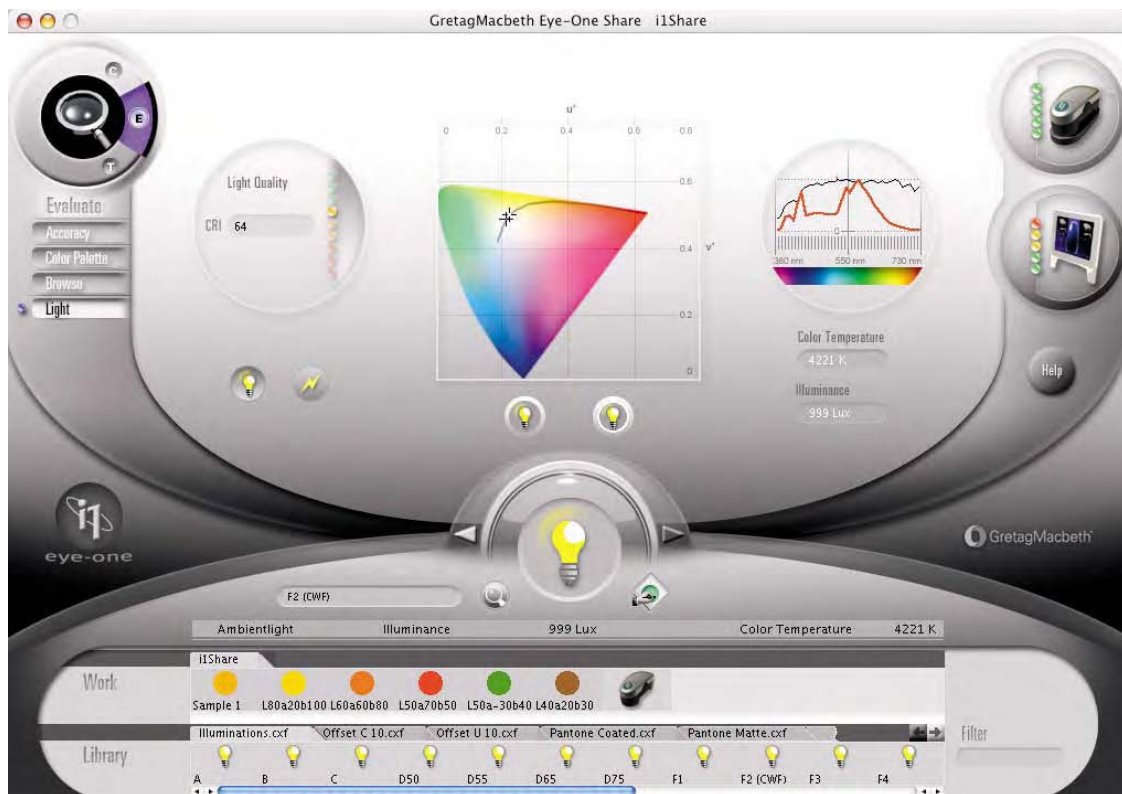 GretagMacbeth Eye-One Share i1Share
C
E
T
Evaluate
Accuracy
Color Palette
Browse
Light
Light Quality
CRI 64
u'
0 0.2 0.4 0.6 0.8
0.6
0.4
v'
0.2
0
0
380 nm 550 nm 730 nm
Color Temperature
4221 K
Illuminance
999 Lux
Help
i1
eye-one
GretagMacbeth
F2 (CWF)
Ambientlight Illuminance 999 Lux Color Temperature 4221 K
i1Share
Work
Sample 1 L80a20b100 L60a60b80 L50a70b50 L50a-30b40 L40a20b30
Illuminations.cxf Offset C 10.cxf Offset U 10.cxf Pantone Coated.cxf Pantone Matte.cxf
Library
Filter
A B C D50 D55 D65 D75 F1 F2 (CWF) F3 F4